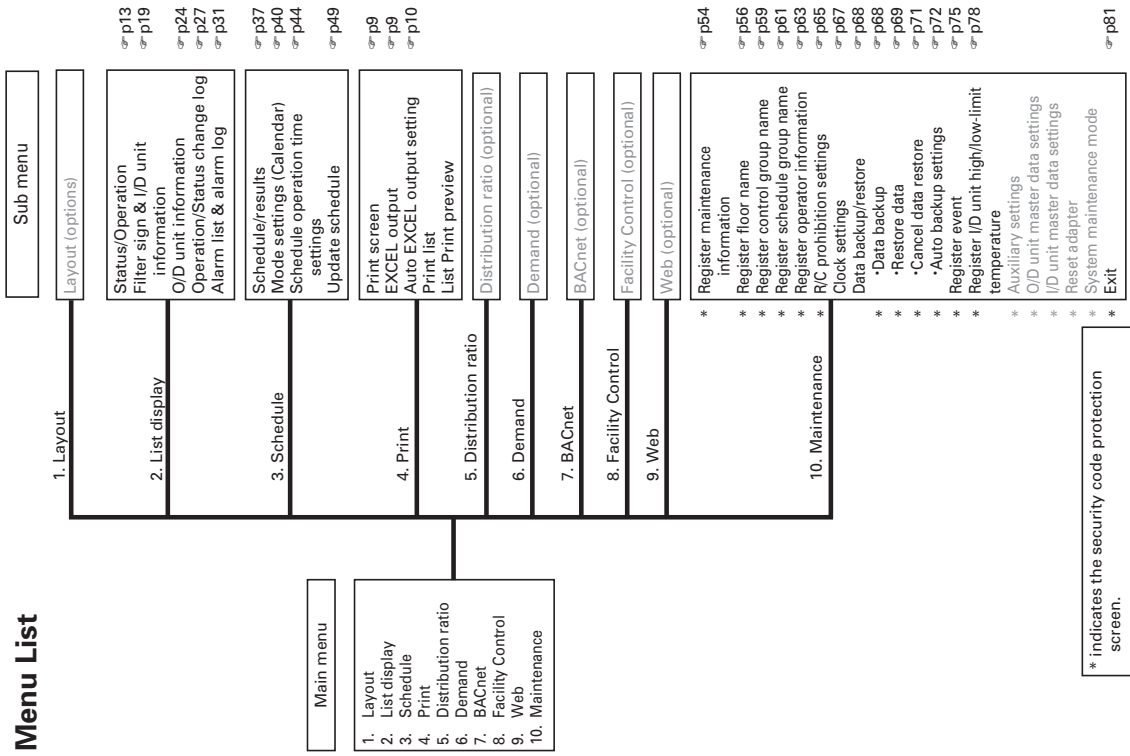 Menu List
Main menu
1. Layout
2. List display
3. Schedule
4. Print
5. Distribution ratio
6. Demand
7. BACnet
8. Facility Control
9. Web
10. Maintenance
Sub menu
1. Layout
Layout (options)
2. List display
Status/Operation ☞ p13
Filter sign & I/D unit ☞ p19
information
O/D unit information ☞ p24
Operation/Status change log ☞ p27
Alarm list & alarm log ☞ p31
3. Schedule
Schedule/results ☞ p37
Mode settings (Calendar) ☞ p40
Schedule operation time ☞ p44
settings
Update schedule ☞ p49
4. Print
Print screen ☞ p9
EXCEL output ☞ p9
Auto EXCEL output setting ☞ p10
Print list
List Print preview
5. Distribution ratio
Distribution ratio (optional)
6. Demand
Demand (optional)
7. BACnet
BACnet (optional)
8. Facility Control
Facility Control (optional)
9. Web
Web (optional)
10. Maintenance
* Register maintenance ☞ p54
information
* Register floor name ☞ p56
* Register control group name ☞ p59
* Register schedule group name ☞ p61
* Register operator information ☞ p63
* R/C prohibition settings ☞ p65
Clock settings ☞ p67
Data backup/restore ☞ p68
* ･Data backup ☞ p68
* ･Restore data ☞ p69
* ･Cancel data restore ☞ p71
* ･Auto backup settings ☞ p72
* Register event ☞ p75
* Register I/D unit high/low-limit ☞ p78
temperature
* Auxiliary settings
* O/D unit master data settings
* I/D unit master data settings
* Reset adapter
* System maintenance mode
* Exit ☞ p81
* indicates the security code protection
screen.